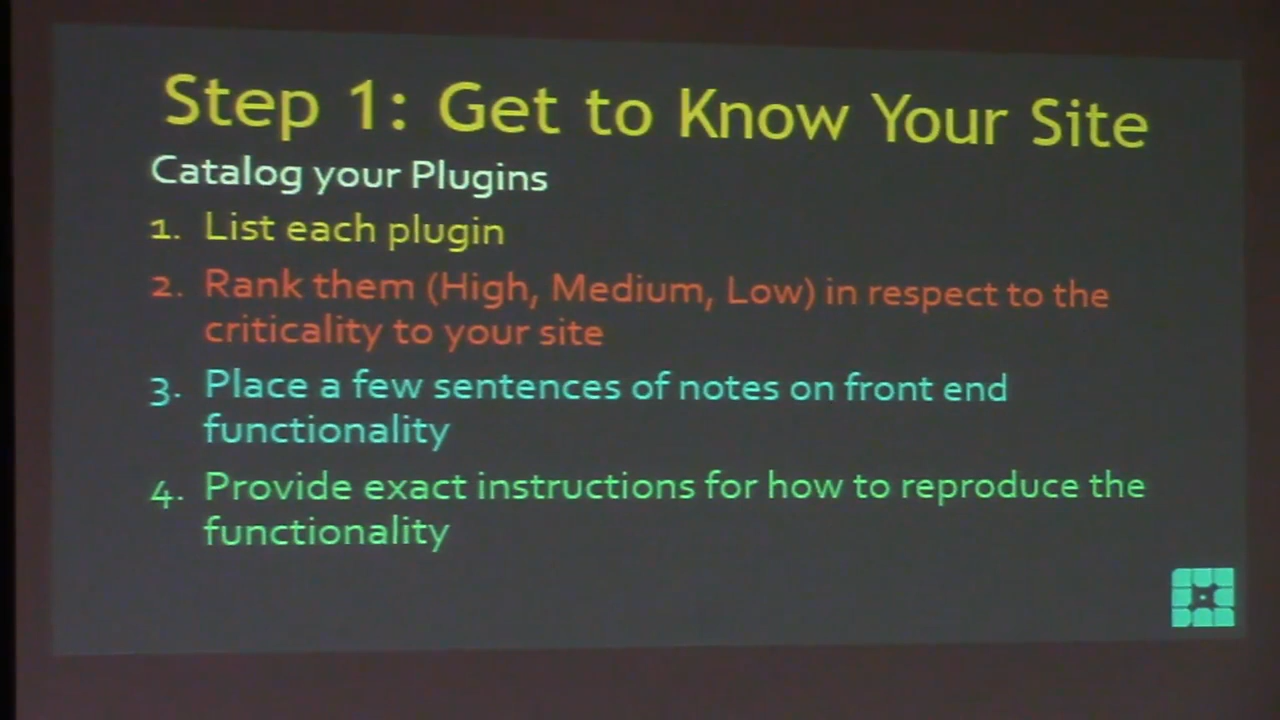 Step 1: Get to Know Your Site
Catalog your Plugins
1. List each plugin
2. Rank them (High, Medium, Low) in respect to the
criticality to your site
3. Place a few sentences of notes on front end
functionality
4. Provide exact instructions for how to reproduce the
functionality